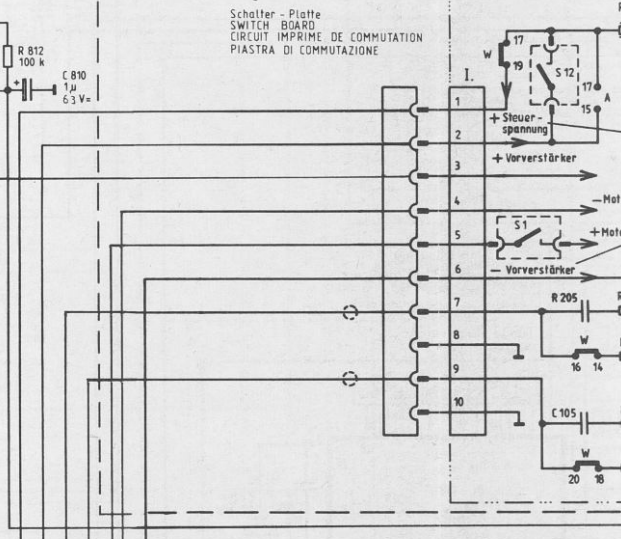 Schalter - Platte
SWITCH BOARD
CIRCUIT IMPRIME DE COMMUTATION
PIASTRA DI COMMUTAZIONE
R 812
100 k
C 810
1µ
63 V=
+
I.
1
2
3
4
5
6
7
8
9
10
W
17
19
S 12
17
15
A
+ Steuer-
spannung
+ Vorverstärker
- Mot
S 1
+ Mot
- Vorverstärker
R 205
W
16 14
C 105
W
20 18